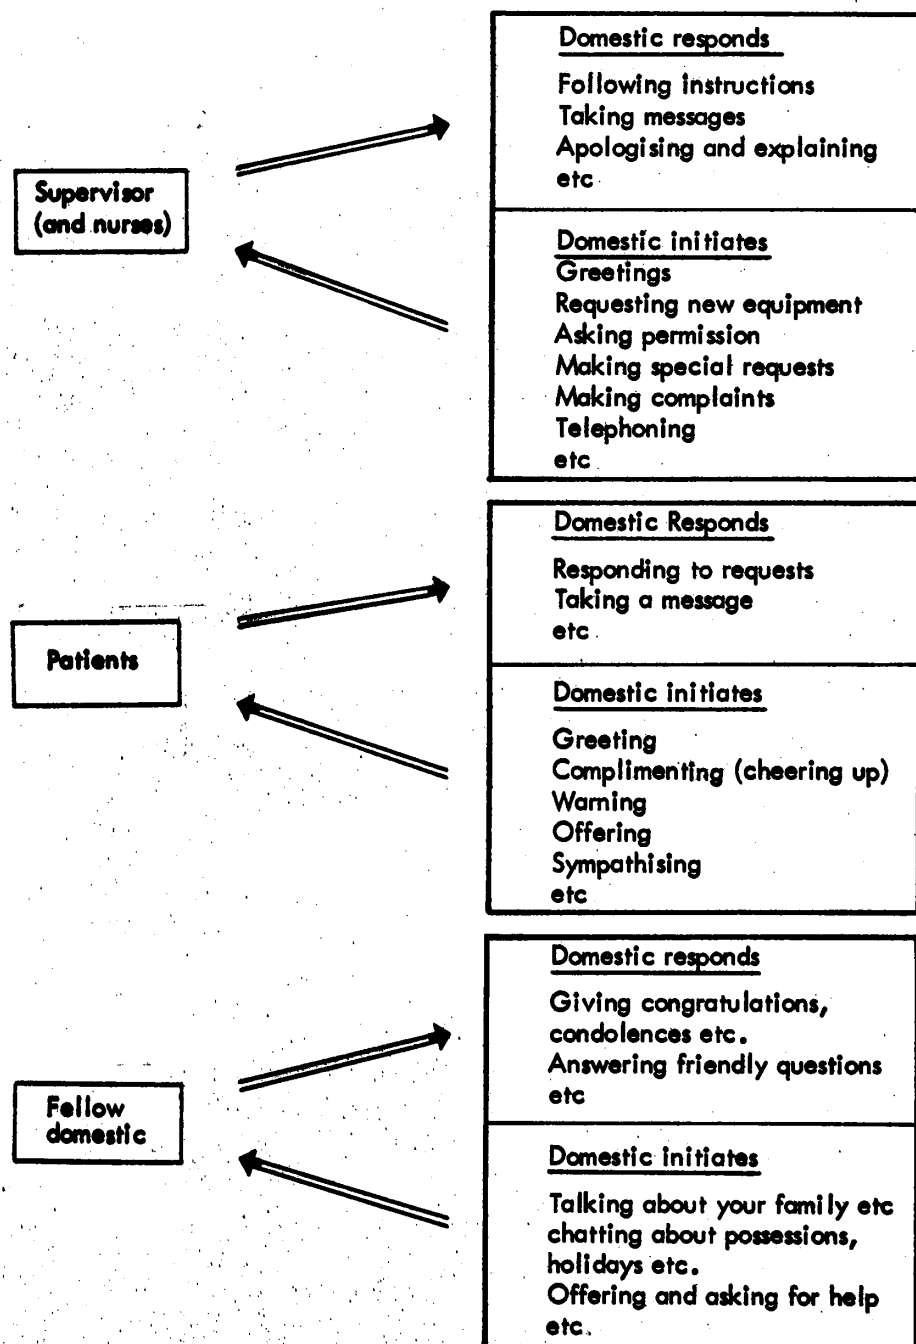 Supervisor
(and nurses)
Domestic responds
Following instructions
Taking messages
Apologising and explaining
etc
Domestic initiates
Greetings
Requesting new equipment
Asking permission
Making special requests
Making complaints
Telephoning
etc
Patients
Domestic Responds
Responding to requests
Taking a message
etc
Domestic initiates
Greeting
Complimenting (cheering up)
Warning
Offering
Sympathising
etc
Fellow
domestic
Domestic responds
Giving congratulations,
condolences etc.
Answering friendly questions
etc
Domestic initiates
Talking about your family etc
chatting about possessions,
holidays etc.
Offering and asking for help
etc.